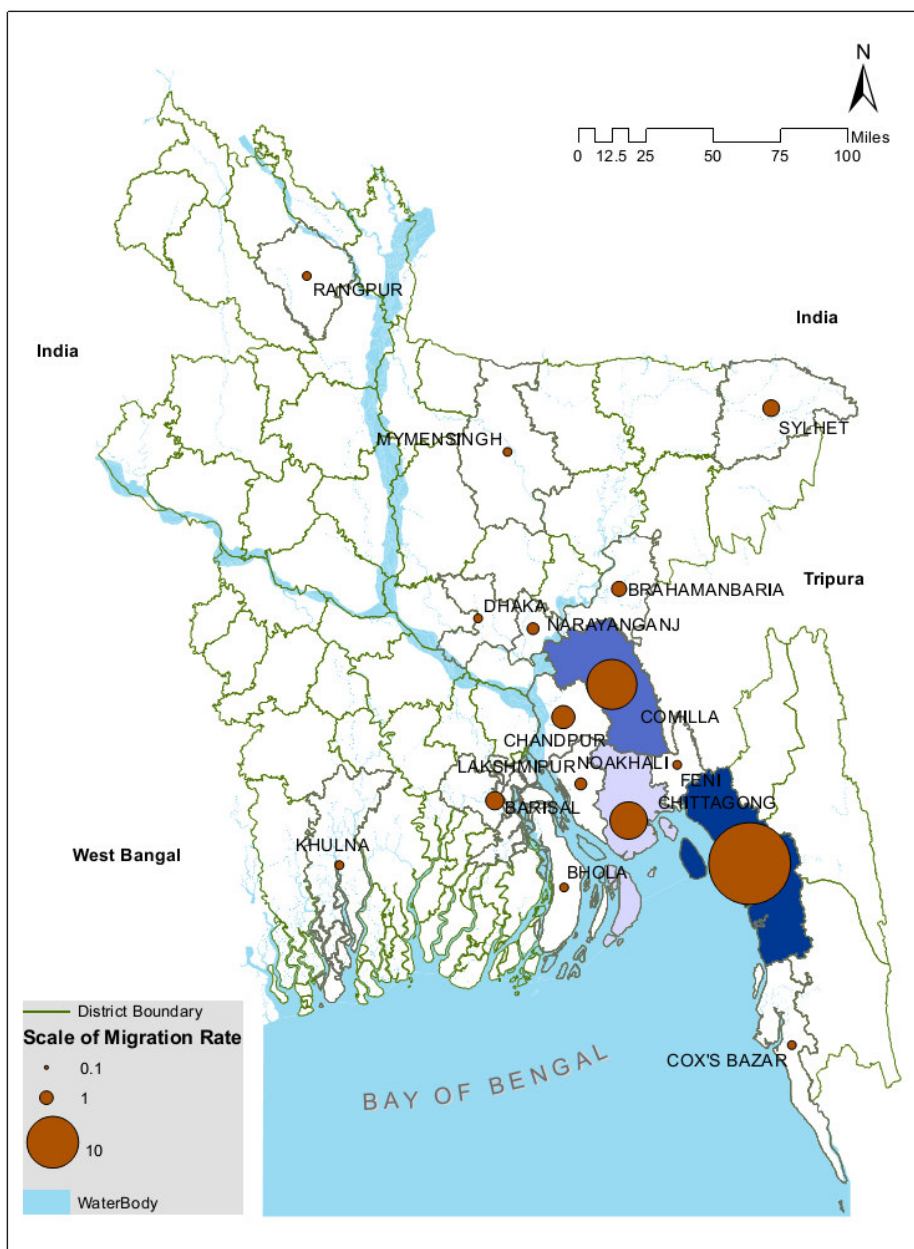 N
Miles
0 12.5 25 50 75 100
RANGPUR
India
India
MYMENSINGH
SYLHET
Tripura
BRAHAMANBARIA
DHAKA
NARAYANGANJ
COMILLA
CHANDPUR
LAKSHMIPUR
NOAKHALI
FENI
CHITTAGONG
BARISAL
KHULNA
West Bangal
BHOLA
COX'S BAZAR
BAY OF BENGAL
District Boundary
Scale of Migration Rate
0.1
1
10
WaterBody